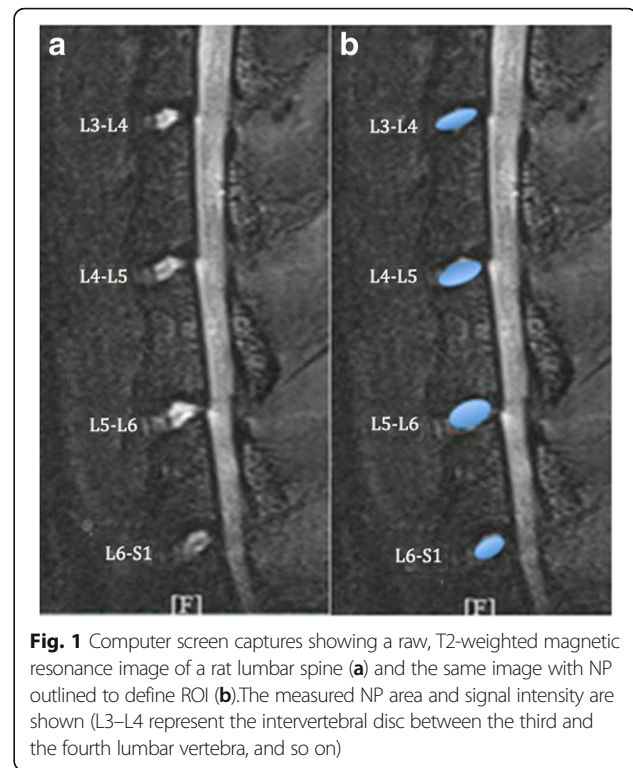 a
b
L3-L4
L3-L4
L4-L5
L4-L5
L5-L6
L5-L6
L6-S1
L6-S1
[F]
[F]
Fig. 1 Computer screen captures showing a raw, T2-weighted magnetic
resonance image of a rat lumbar spine (a) and the same image with NP
outlined to define ROI (b).The measured NP area and signal intensity are
shown (L3–L4 represent the intervertebral disc between the third and
the fourth lumbar vertebra, and so on)